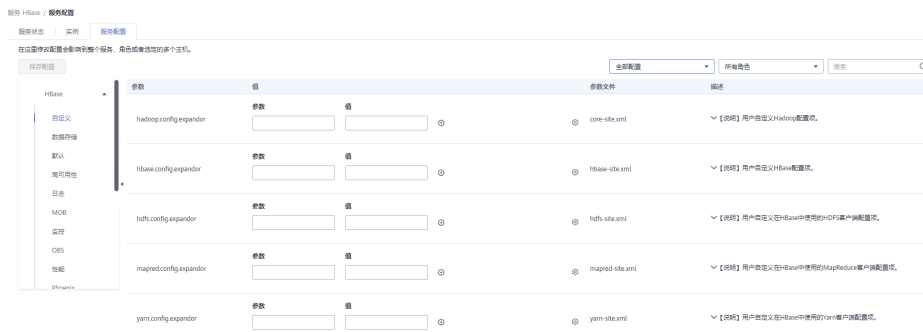 服务 HBase / 服务配置
服务状态 实例 服务配置
在这里修改配置会影响到整个服务、角色或者选定的多个主机。
保存配置 全部配置 所有角色 搜索
HBase
自定义
数据存储
默认
高可用性
日志
MOB
监控
OBS
性能
Phoenix
参数 值 参数文件 描述
参数 值
hadoop.config.expandor core-site.xml 【说明】用户自定义Hadoop配置项。
参数 值
hbase.config.expandor hbase-site.xml 【说明】用户自定义HBase配置项。
参数 值
hdfs.config.expandor hdfs-site.xml 【说明】用户自定义在HBase中使用的HDFS客户端配置项。
参数 值
mapred.config.expandor mapred-site.xml 【说明】用户自定义在HBase中使用的MapReduce客户端配置项。
参数 值
yarn.config.expandor yarn-site.xml 【说明】用户自定义在HBase中使用的Yarn客户端配置项。